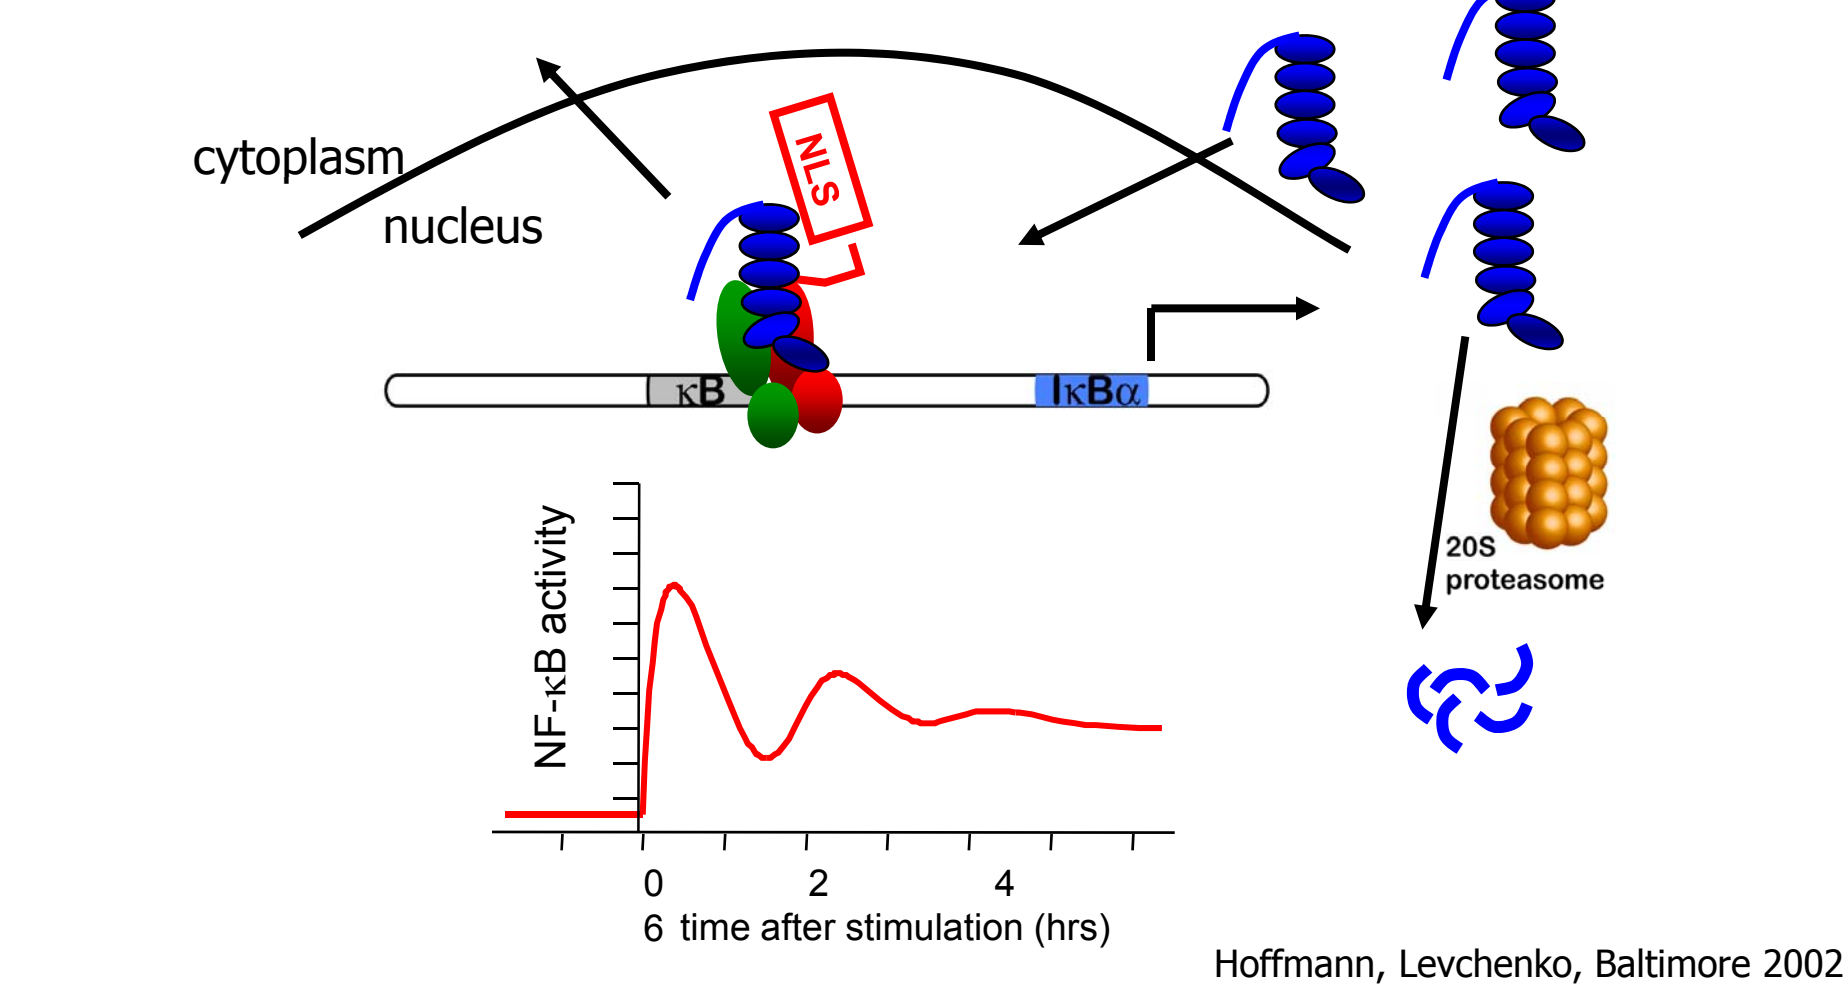 cytoplasm
nucleus
NLS
κB
IκBα
20S
proteasome
NF-κB activity
0 2 4
6 time after stimulation (hrs)
Hoffmann, Levchenko, Baltimore 2002